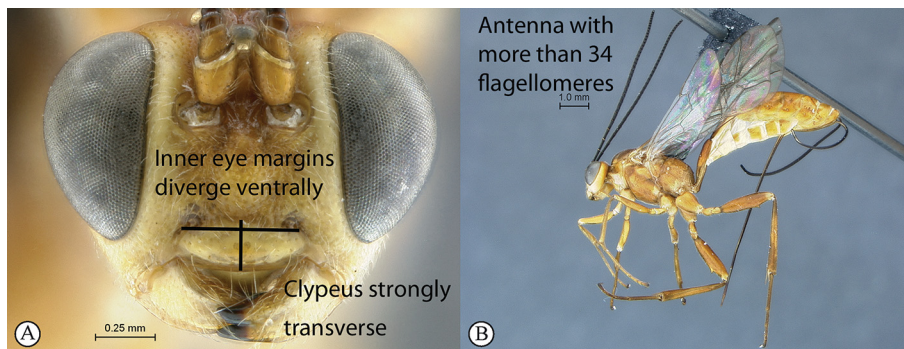 Inner eye margins
diverge ventrally
Clypeus strongly
transverse
0.25 mm
A
Antenna with
more than 34
flagellomeres
1.0 mm
B